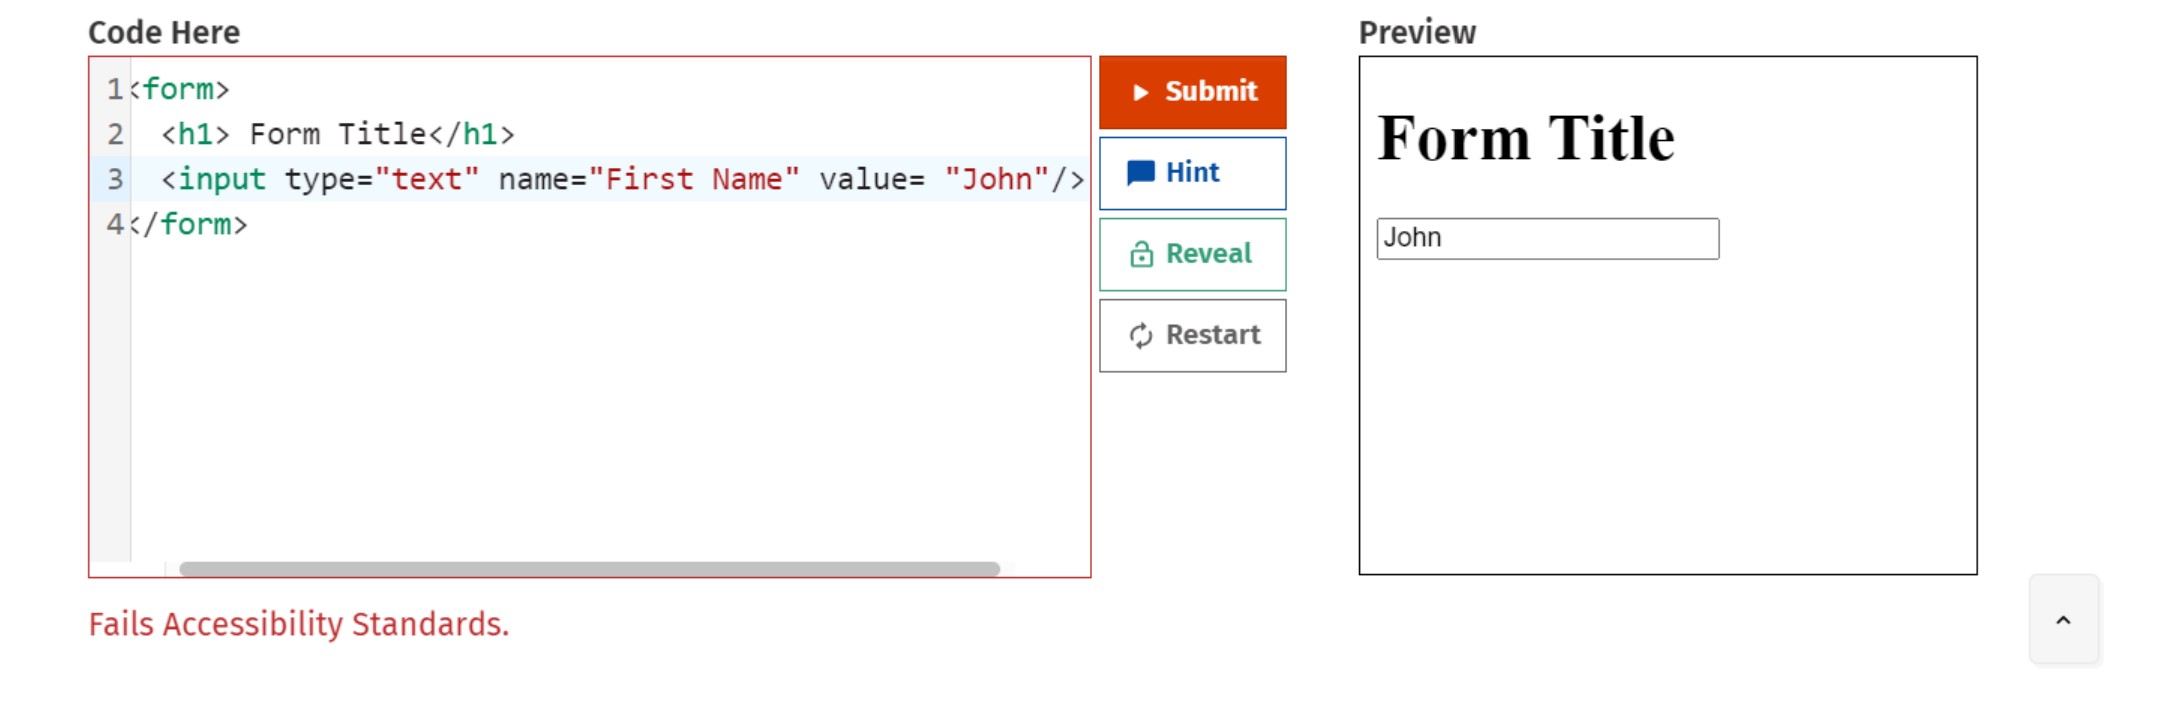 Code Here
1<form>
2 <h1> Form Title</h1>
3 <input type="text" name="First Name" value= "John"/>
4</form>
Submit
Hint
Reveal
Restart
Preview
Form Title
John
Fails Accessibility Standards.